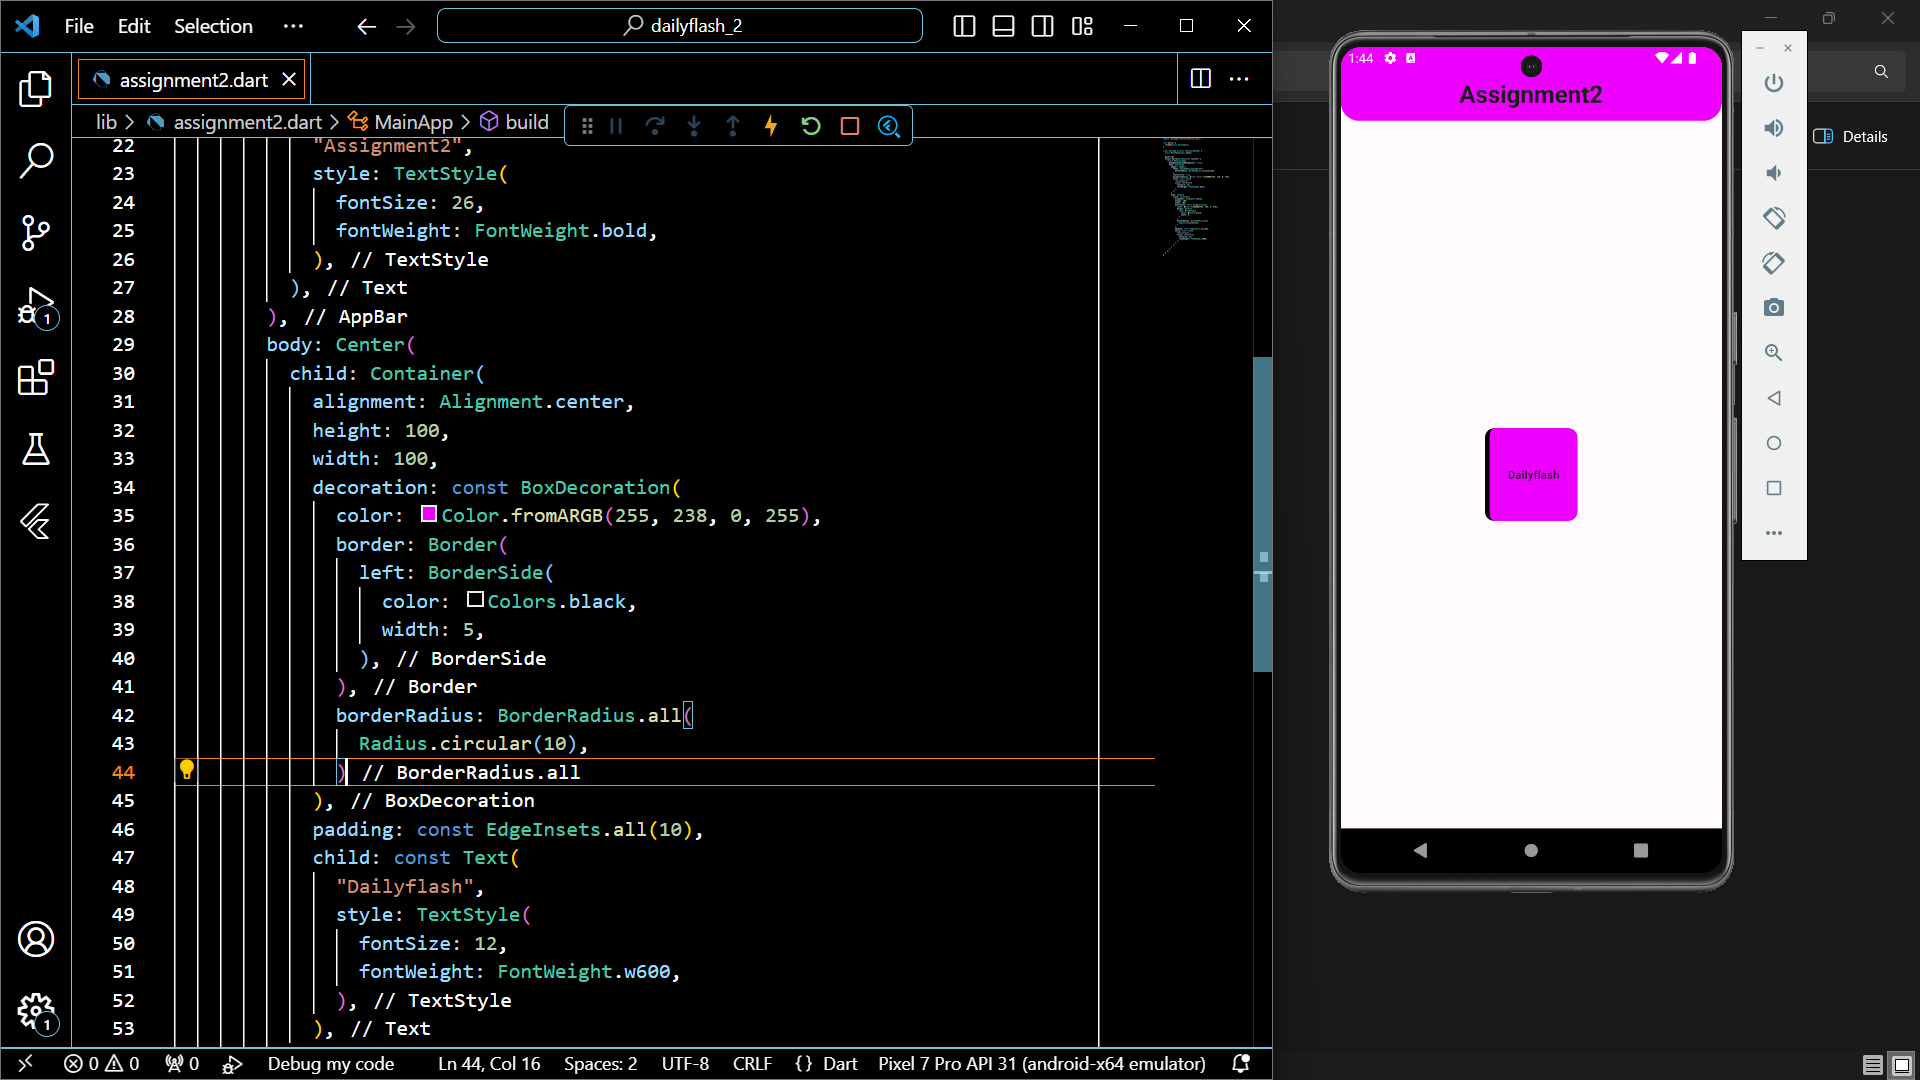 File Edit Selection ··· dailyflash_2
assignment2.dart
lib > assignment2.dart > MainApp > build
22 "Assignment2",
23 style: TextStyle(
24 fontSize: 26,
25 fontWeight: FontWeight.bold,
26 ), // TextStyle
27 ), // Text
28 ), // AppBar
29 body: Center(
30 child: Container(
31 alignment: Alignment.center,
32 height: 100,
33 width: 100,
34 decoration: const BoxDecoration(
35 color: Color.fromARGB(255, 238, 0, 255),
36 border: Border(
37 left: BorderSide(
38 color: Colors.black,
39 width: 5,
40 ), // BorderSide
41 ), // Border
42 borderRadius: BorderRadius.all(
43 Radius.circular(10),
44 ) // BorderRadius.all
45 ), // BoxDecoration
46 padding: const EdgeInsets.all(10),
47 child: const Text(
48 "Dailyflash",
49 style: TextStyle(
50 fontSize: 12,
51 fontWeight: FontWeight.w600,
52 ), // TextStyle
53 ), // Text
1
1
0 0 0 Debug my code Ln 44, Col 16 Spaces: 2 UTF-8 CRLF {} Dart Pixel 7 Pro API 31 (android-x64 emulator)
1:44
Assignment2
Dailyflash
Details